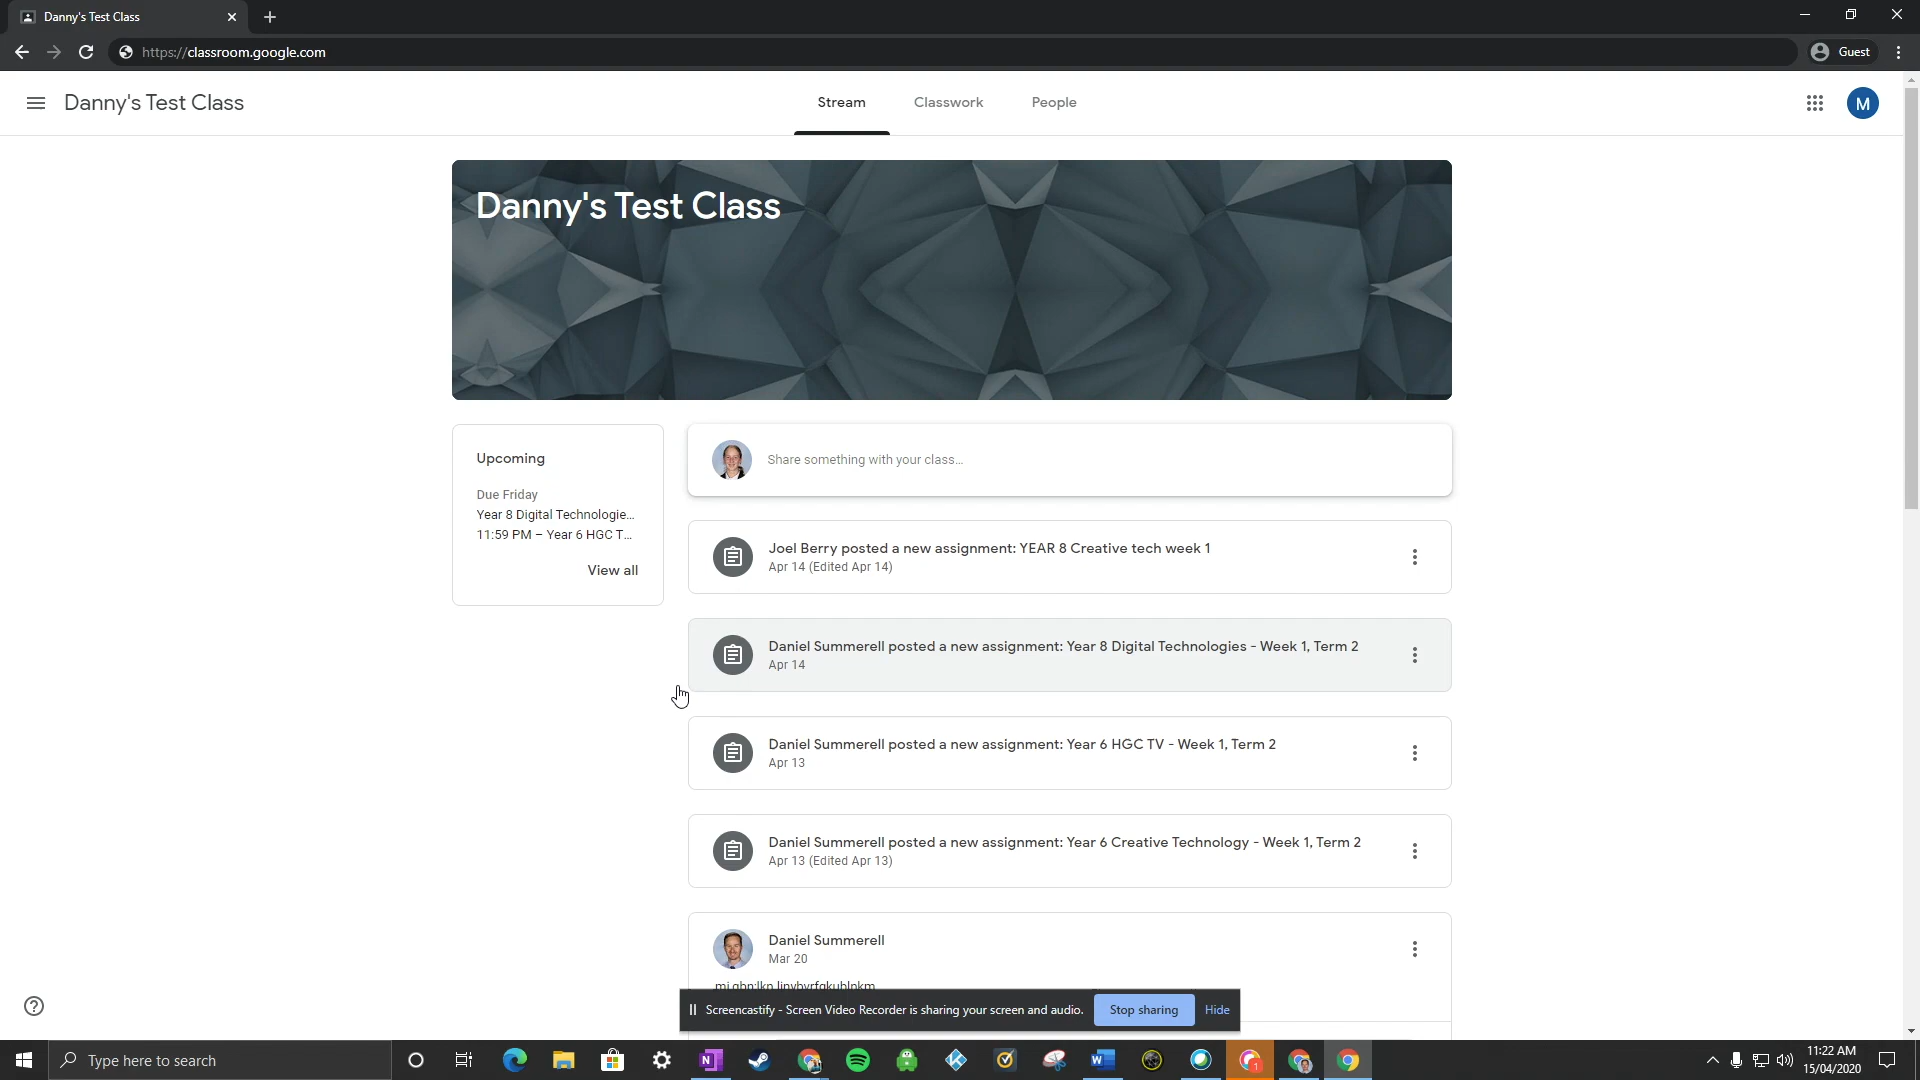 Danny's Test Class
https://classroom.google.com
Guest
Danny's Test Class
Stream
Classwork
People
M
Danny's Test Class
Upcoming
Due Friday
Year 8 Digital Technologie...
11:59 PM – Year 6 HGC T...
View all
Share something with your class...
Joel Berry posted a new assignment: YEAR 8 Creative tech week 1
Apr 14 (Edited Apr 14)
Daniel Summerell posted a new assignment: Year 8 Digital Technologies - Week 1, Term 2
Apr 14
Daniel Summerell posted a new assignment: Year 6 HGC TV - Week 1, Term 2
Apr 13
Daniel Summerell posted a new assignment: Year 6 Creative Technology - Week 1, Term 2
Apr 13 (Edited Apr 13)
Daniel Summerell
Mar 20
Screencastify - Screen Video Recorder is sharing your screen and audio.
Stop sharing
Hide
Type here to search
11:22 AM
15/04/2020